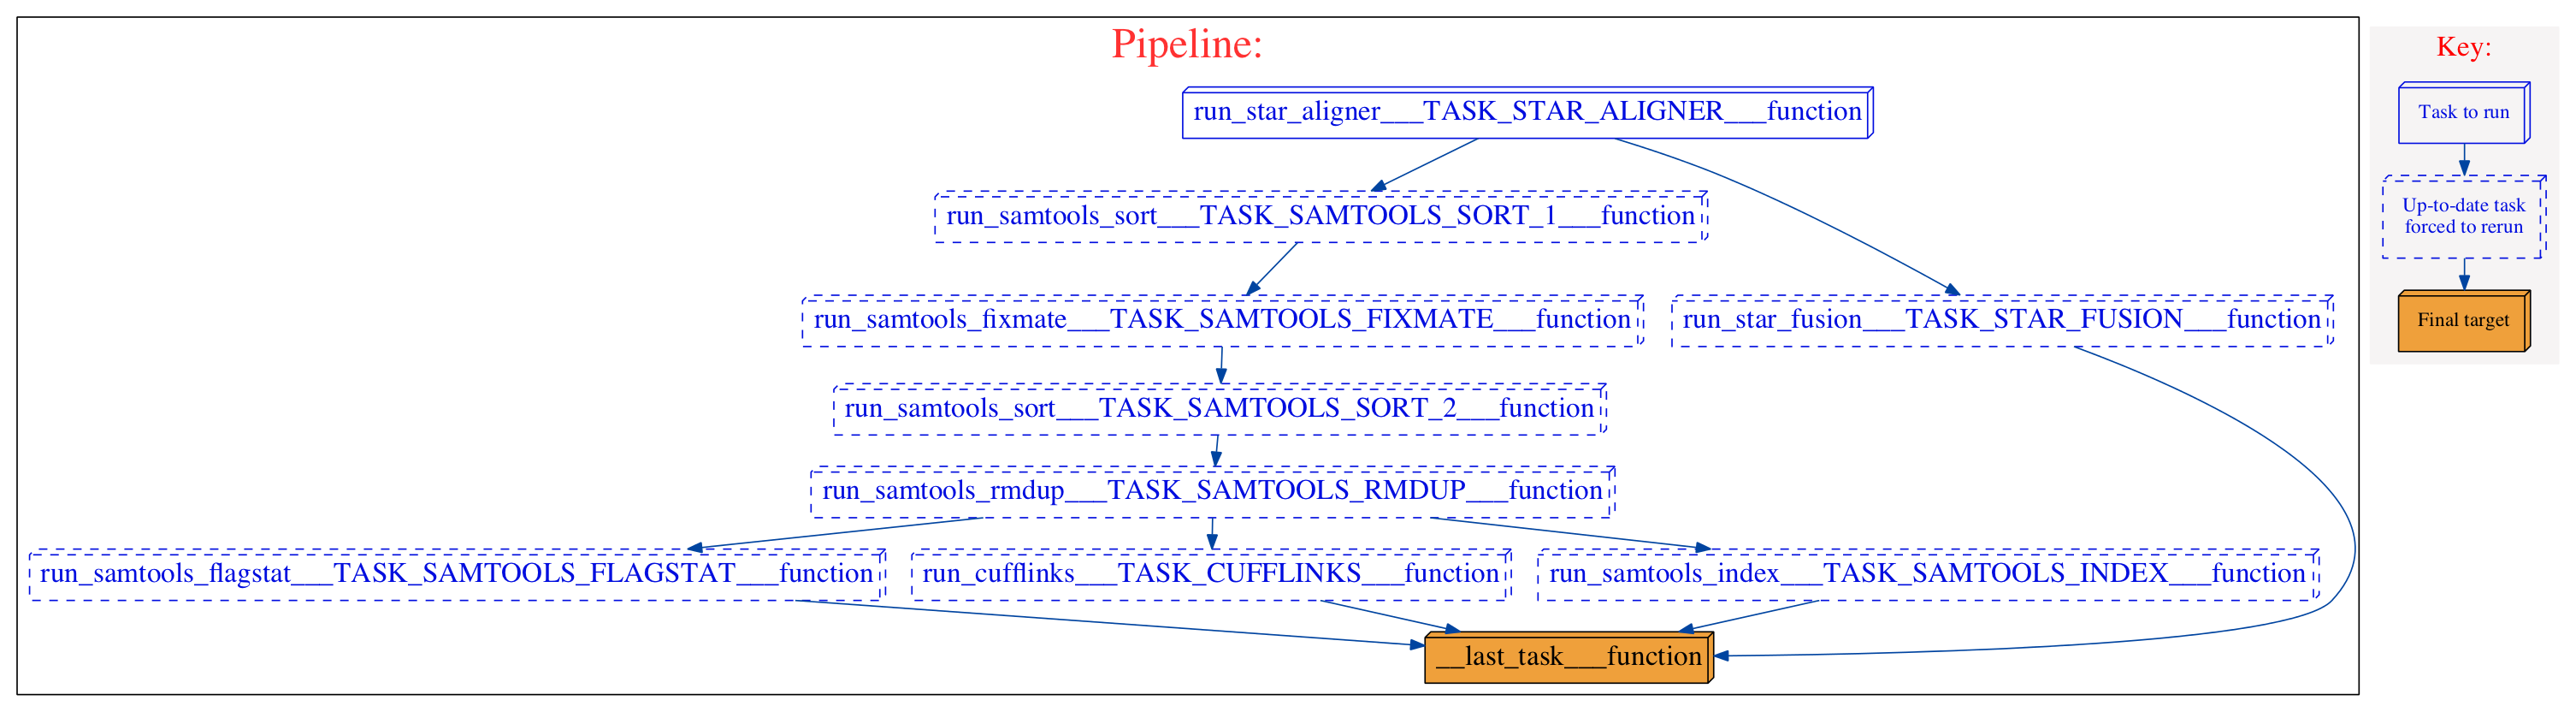 Pipeline:
run_star_aligner___TASK_STAR_ALIGNER___function
run_samtools_sort___TASK_SAMTOOLS_SORT_1___function
run_samtools_fixmate___TASK_SAMTOOLS_FIXMATE___function
run_star_fusion___TASK_STAR_FUSION___function
run_samtools_sort___TASK_SAMTOOLS_SORT_2___function
run_samtools_rmdup___TASK_SAMTOOLS_RMDUP___function
run_samtools_flagstat___TASK_SAMTOOLS_FLAGSTAT___function
run_cufflinks___TASK_CUFFLINKS___function
run_samtools_index___TASK_SAMTOOLS_INDEX___function
__last_task___function
Key:
Task to run
Up-to-date task
forced to rerun
Final target